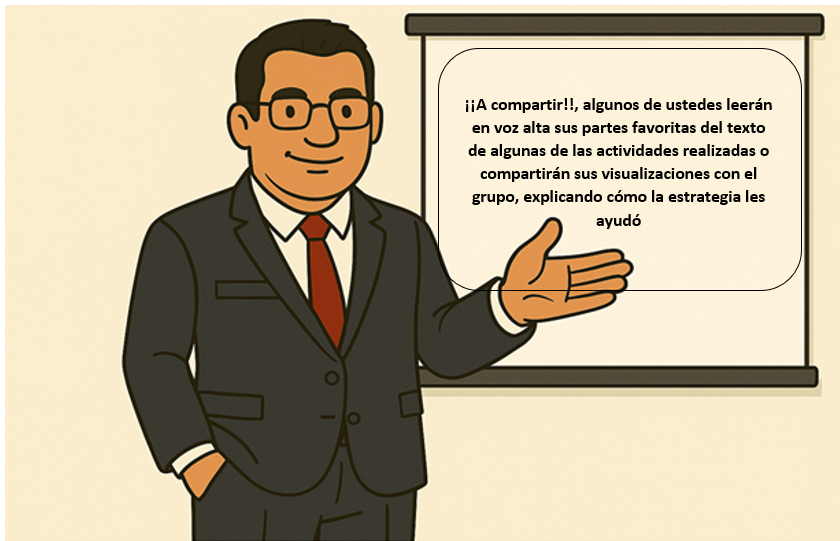 ¡¡A compartir!!, algunos de ustedes leerán
en voz alta sus partes favoritas del texto
de algunas de las actividades realizadas o
compartirán sus visualizaciones con el
grupo, explicando cómo la estrategia les
ayudó